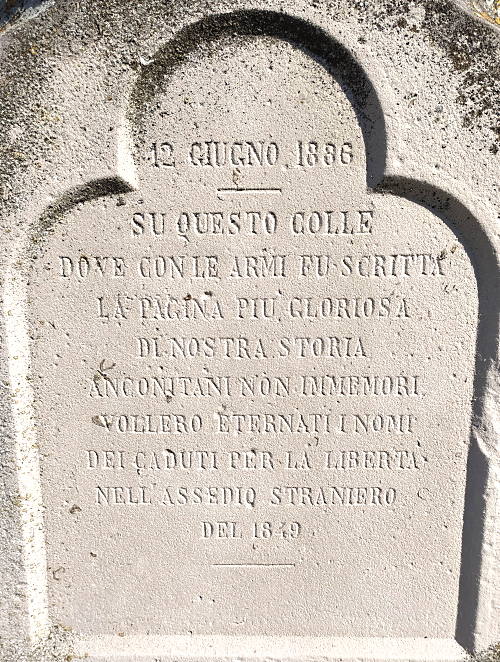 12 GIUGNO 1886
SU QUESTO COLLE
DOVE CON LE ARMI FU SCRITTA
LA PAGINA PIU GLORIOSA
DI NOSTRA STORIA
ANCONITANI NON IMMEMORI
VOLLERO ETERNATI I NOMI
DEI CADUTI PER LA LIBERTA
NELL'ASSEDIO STRANIERO
DEL 1849